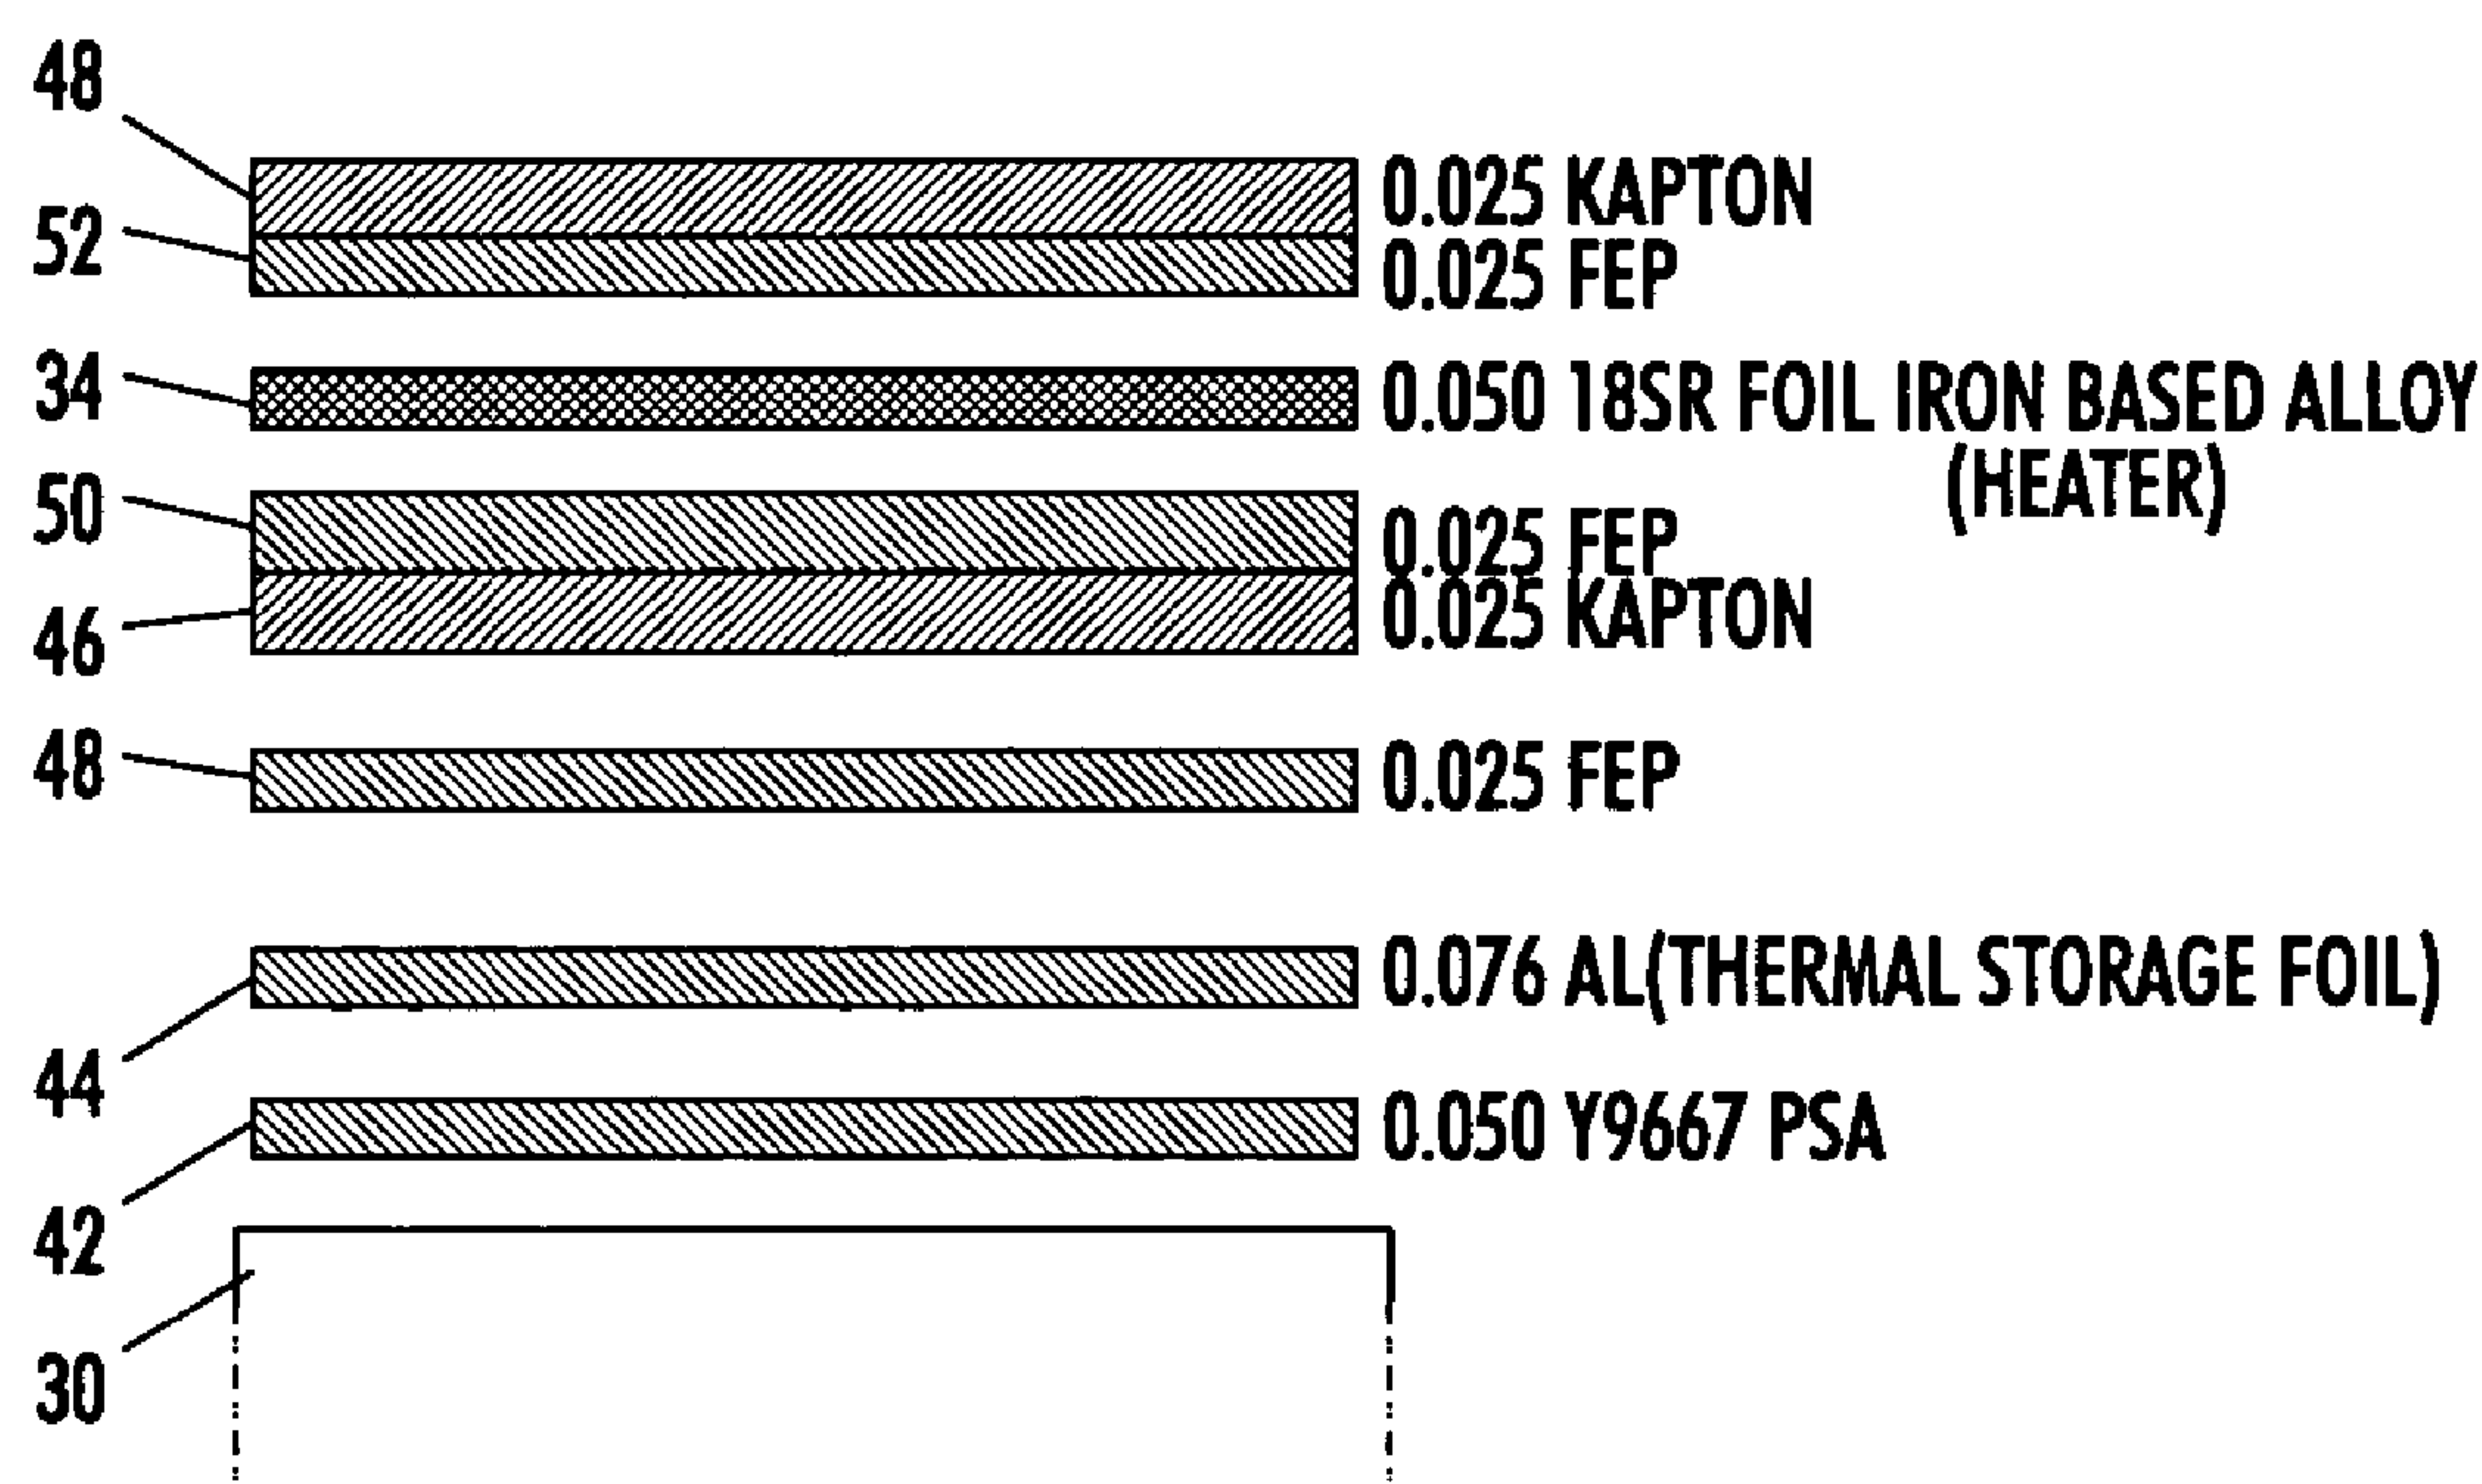 48
0.025 KAPTON
52
0.025 FEP
34
0.050 18SR FOIL IRON BASED ALLOY
(HEATER)
50
0.025 FEP
46
0.025 KAPTON
48
0.025 FEP
0.076 AL(THERMAL STORAGE FOIL)
44
0.050 Y9667 PSA
42
30